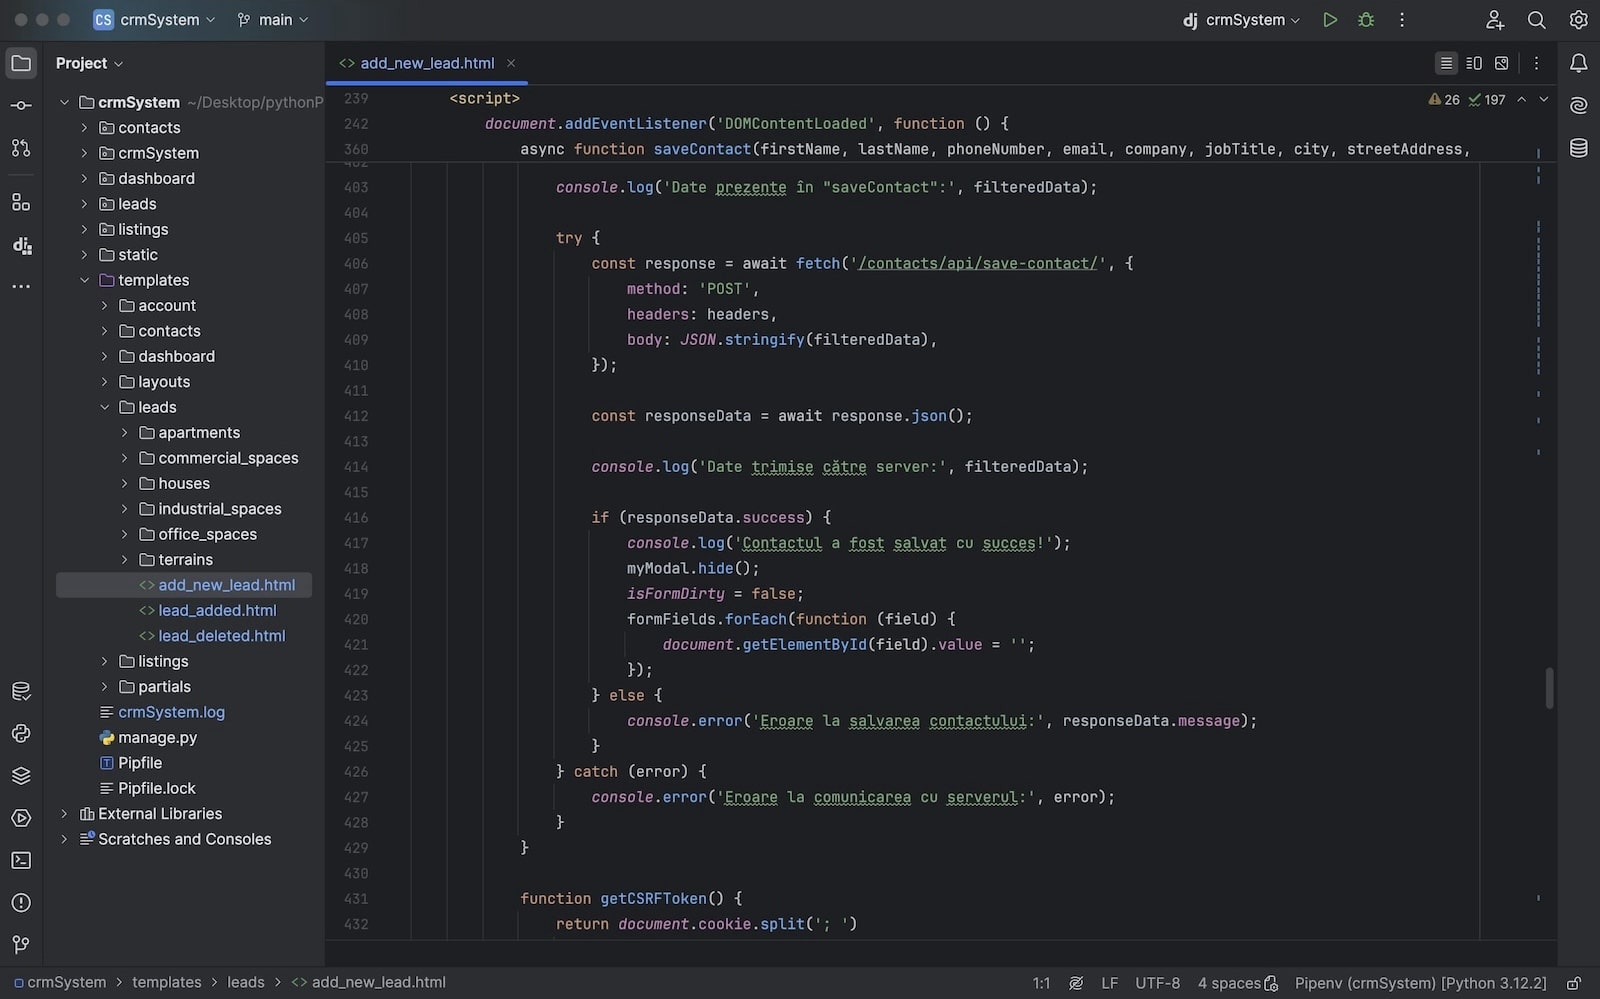 CS crmSystem
main
dj crmSystem
Project
add_new_lead.html
crmSystem ~/Desktop/pythonP
contacts
crmSystem
dashboard
leads
listings
static
templates
account
contacts
dashboard
layouts
leads
apartments
commercial_spaces
houses
industrial_spaces
office_spaces
terrains
add_new_lead.html
lead_added.html
lead_deleted.html
listings
partials
crmSystem.log
manage.py
Pipfile
Pipfile.lock
External Libraries
Scratches and Consoles
26 197
239 <script>
242 document.addEventListener('DOMContentLoaded', function () {
360 async function saveContact(firstName, lastName, phoneNumber, email, company, jobTitle, city, streetAddress,
402
403 console.log('Date prezente în "saveContact":', filteredData);
404
405 try {
406 const response = await fetch('/contacts/api/save-contact/', {
407 method: 'POST',
408 headers: headers,
409 body: JSON.stringify(filteredData),
410 });
411
412 const responseData = await response.json();
413
414 console.log('Date trimise către server:', filteredData);
415
416 if (responseData.success) {
417 console.log('Contactul a fost salvat cu succes!');
418 myModal.hide();
419 isFormDirty = false;
420 formFields.forEach(function (field) {
421 document.getElementById(field).value = '';
422 });
423 } else {
424 console.error('Eroare la salvarea contactului:', responseData.message);
425 }
426 } catch (error) {
427 console.error('Eroare la comunicarea cu serverul:', error);
428 }
429 }
430
431 function getCSRFToken() {
432 return document.cookie.split('; ')
crmSystem > templates > leads > add_new_lead.html
1:1 LF UTF-8 4 spaces Pipenv (crmSystem) [Python 3.12.2]